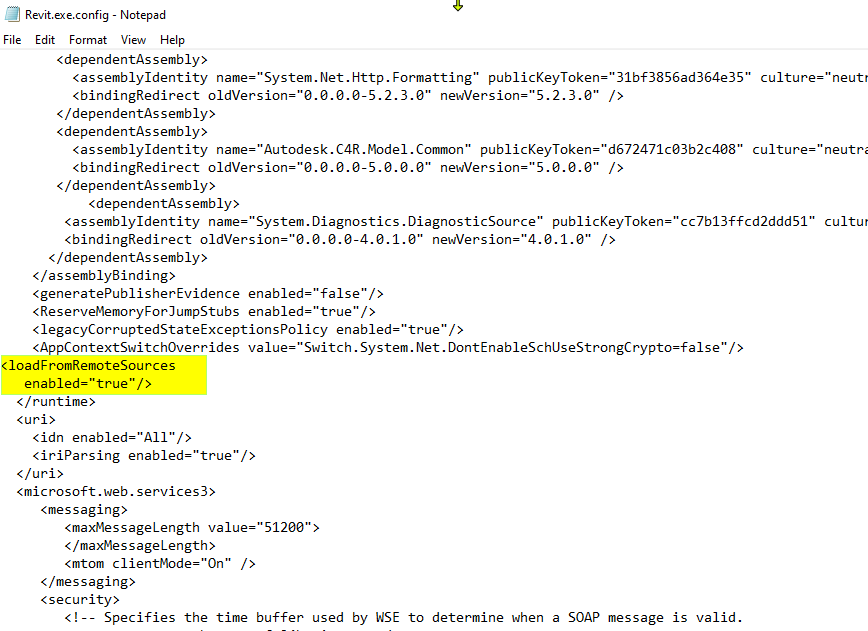 Revit.exe.config - Notepad
File Edit Format View Help
<dependentAssembly>
<assemblyIdentity name="System.Net.Http.Formatting" publicKeyToken="31bf3856ad364e35" culture="neutr
<bindingRedirect oldVersion="0.0.0.0-5.2.3.0" newVersion="5.2.3.0" />
</dependentAssembly>
<dependentAssembly>
<assemblyIdentity name="Autodesk.C4R.Model.Common" publicKeyToken="d672471c03b2c408" culture="neutra
<bindingRedirect oldVersion="0.0.0.0-5.0.0.0" newVersion="5.0.0.0" />
</dependentAssembly>
<dependentAssembly>
<assemblyIdentity name="System.Diagnostics.DiagnosticSource" publicKeyToken="cc7b13ffcd2ddd51" cultur
<bindingRedirect oldVersion="0.0.0.0-4.0.1.0" newVersion="4.0.1.0" />
</dependentAssembly>
</assemblyBinding>
<generatePublisherEvidence enabled="false"/>
<ReserveMemoryForJumpStubs enabled="true"/>
<legacyCorruptedStateExceptionsPolicy enabled="true"/>
<AppContextSwitchOverrides value="Switch.System.Net.DontEnableSchUseStrongCrypto=false"/>
<loadFromRemoteSources
enabled="true"/>
</runtime>
<uri>
<idn enabled="All"/>
<iriParsing enabled="true"/>
</uri>
<microsoft.web.services3>
<messaging>
<maxMessageLength value="51200">
</maxMessageLength>
<mtom clientMode="On" />
</messaging>
<security>
<!-- Specifies the time buffer used by WSE to determine when a SOAP message is valid.